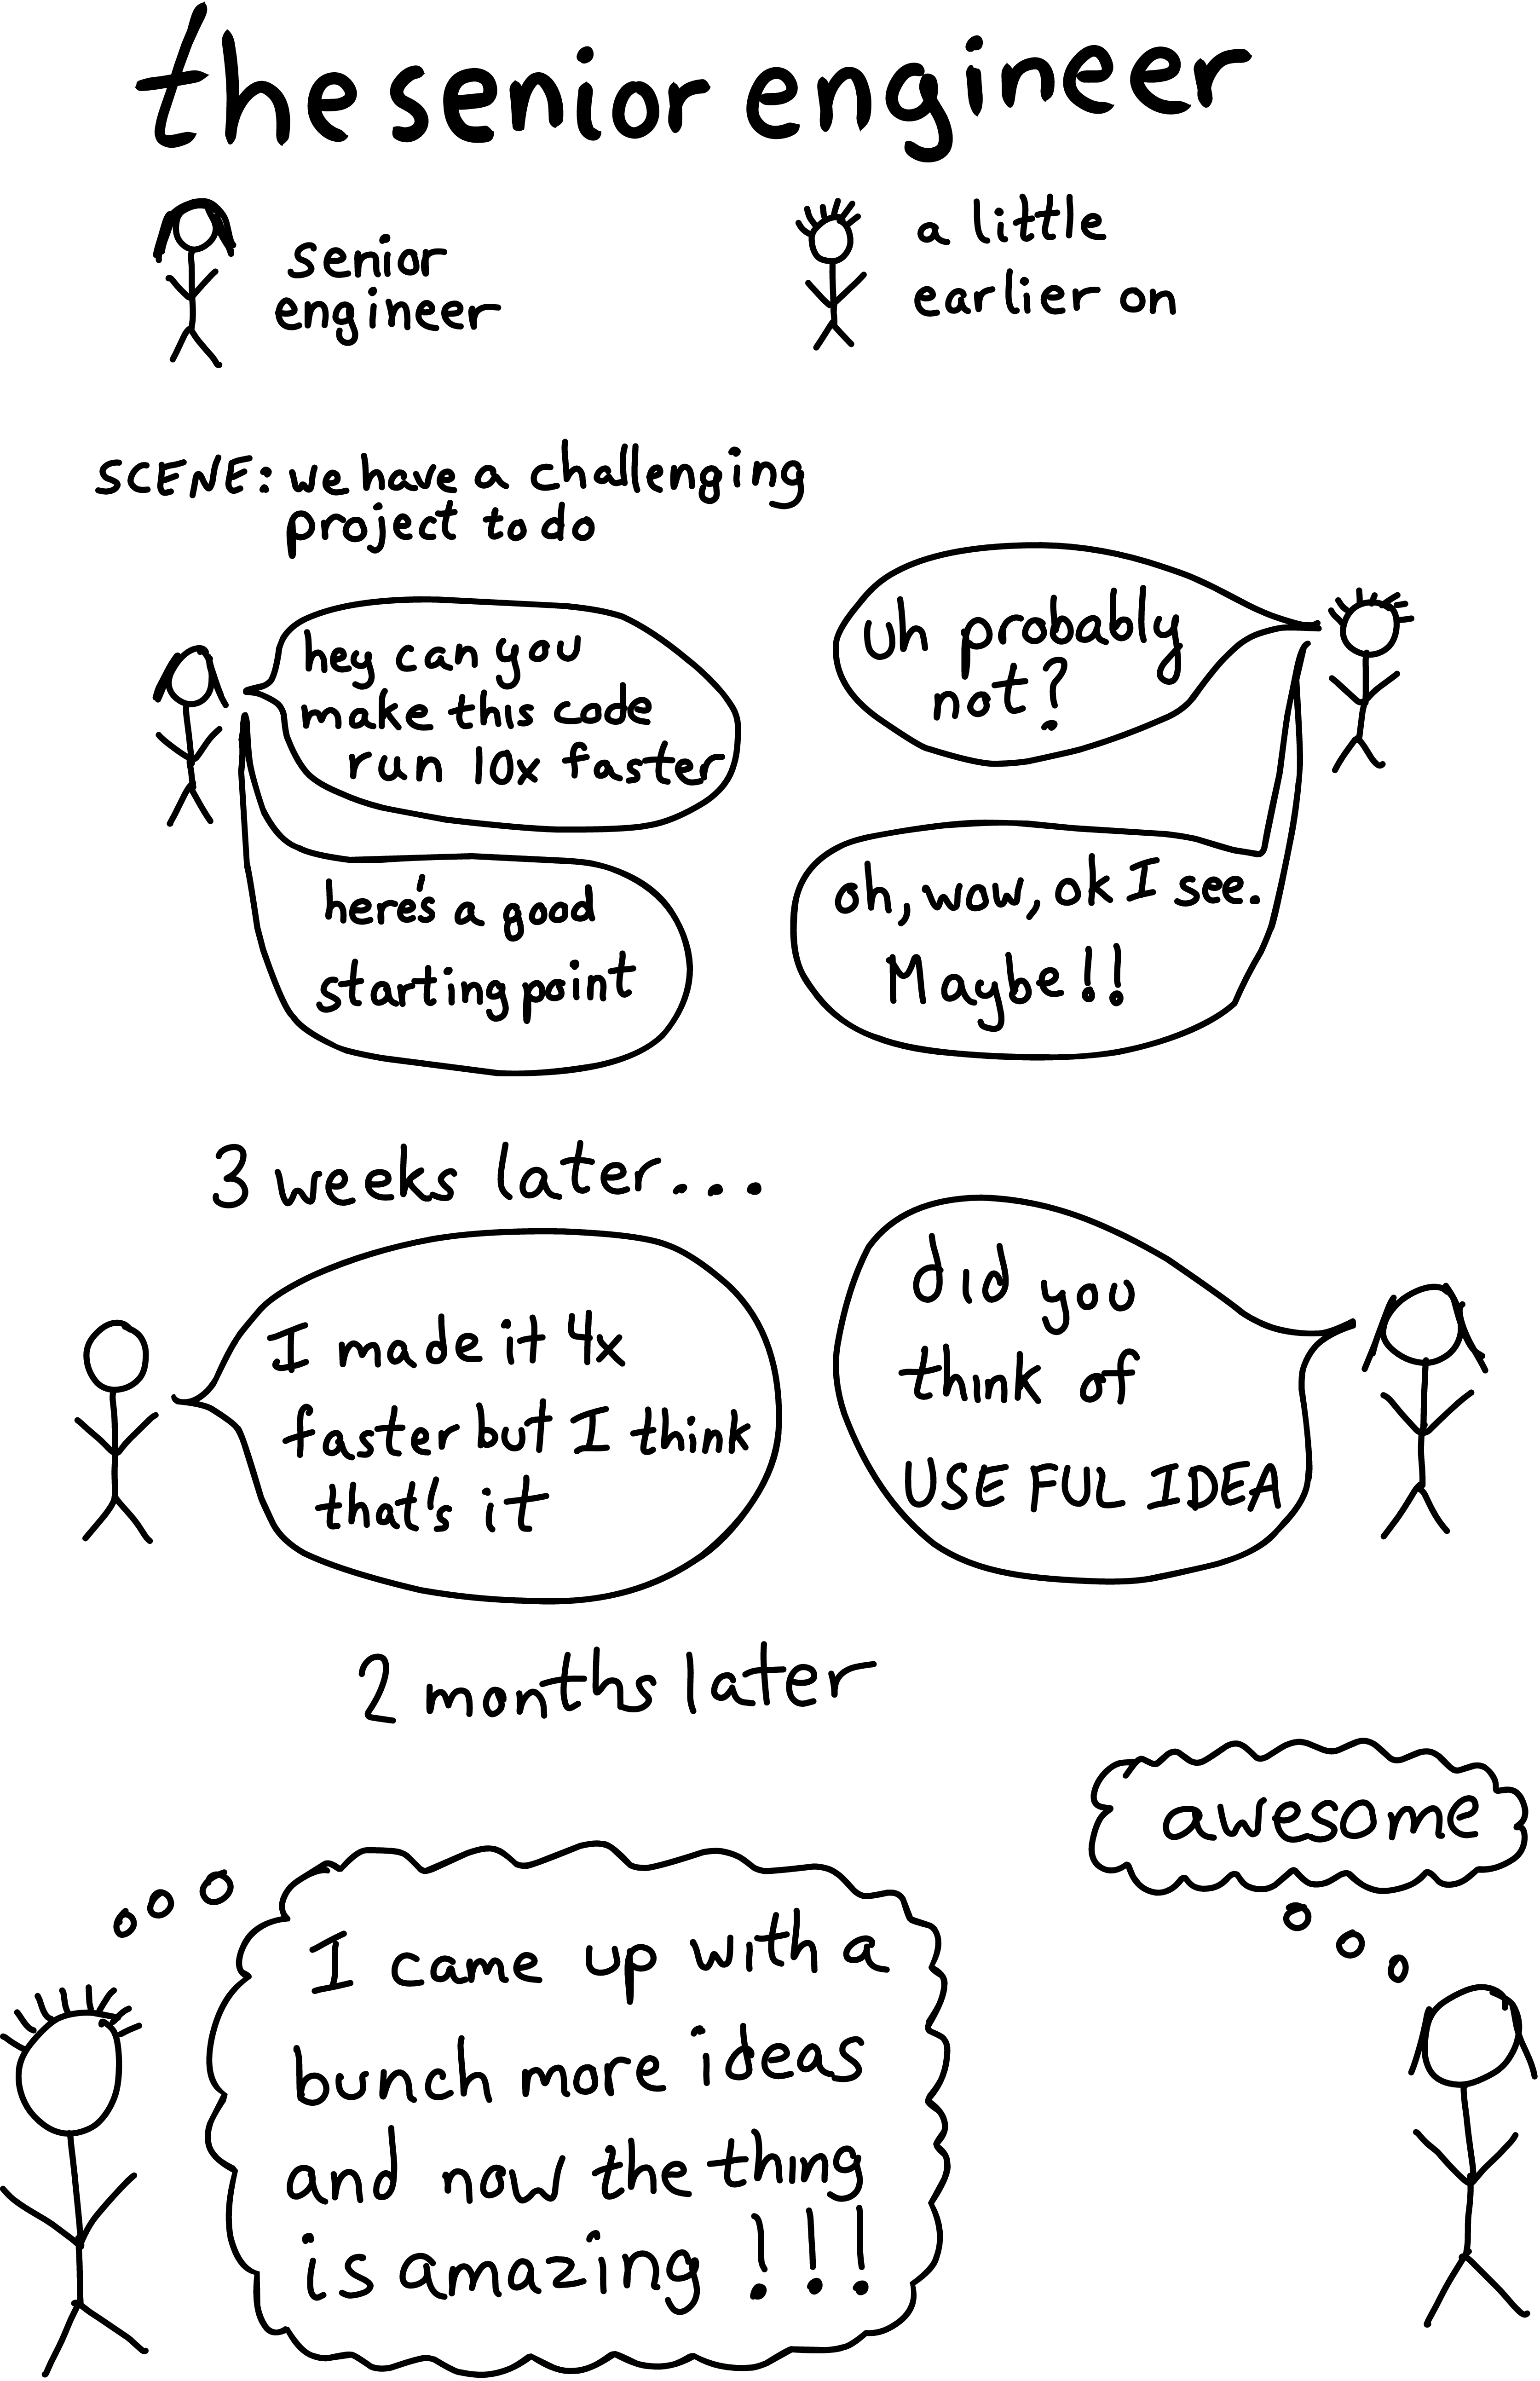 the senior engineer
senior
engineer
a little
earlier on
SCENE: we have a challenging
project to do
hey can you
make this code
run 10x faster
Uh probably
not?
here's a good
starting point
oh, wow, ok I see.
Maybe!!
3 weeks later...
I made it 4x
faster but I think
that's it
did you
think of
USEFUL IDEA
2 months later
I came up with a
bunch more ideas
and now the thing
is amazing!!!
awesome